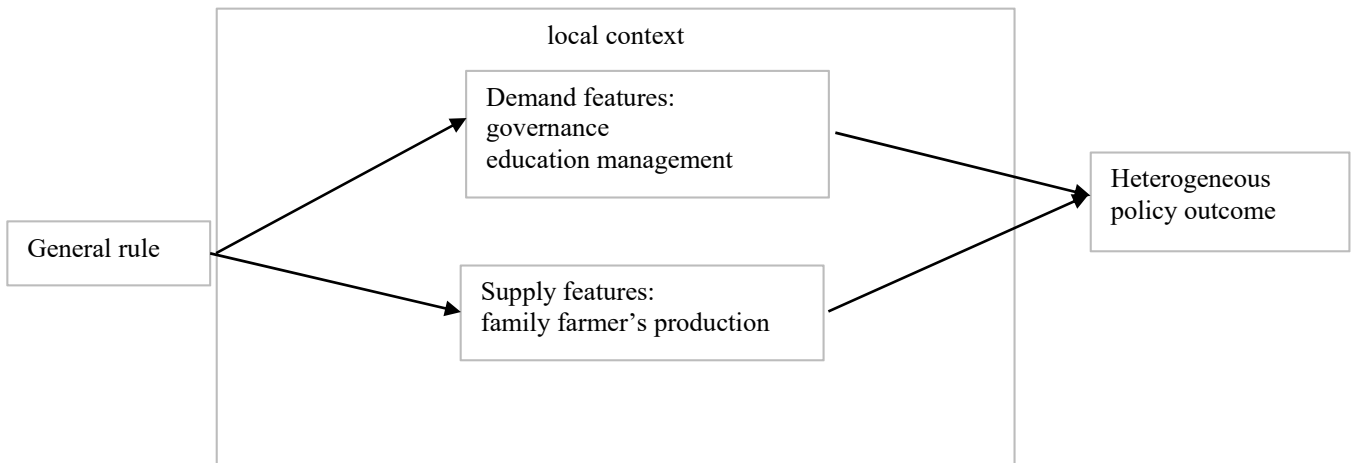 local context
Demand features:
governance
education management
Heterogeneous
policy outcome
General rule
Supply features:
family farmer’s production